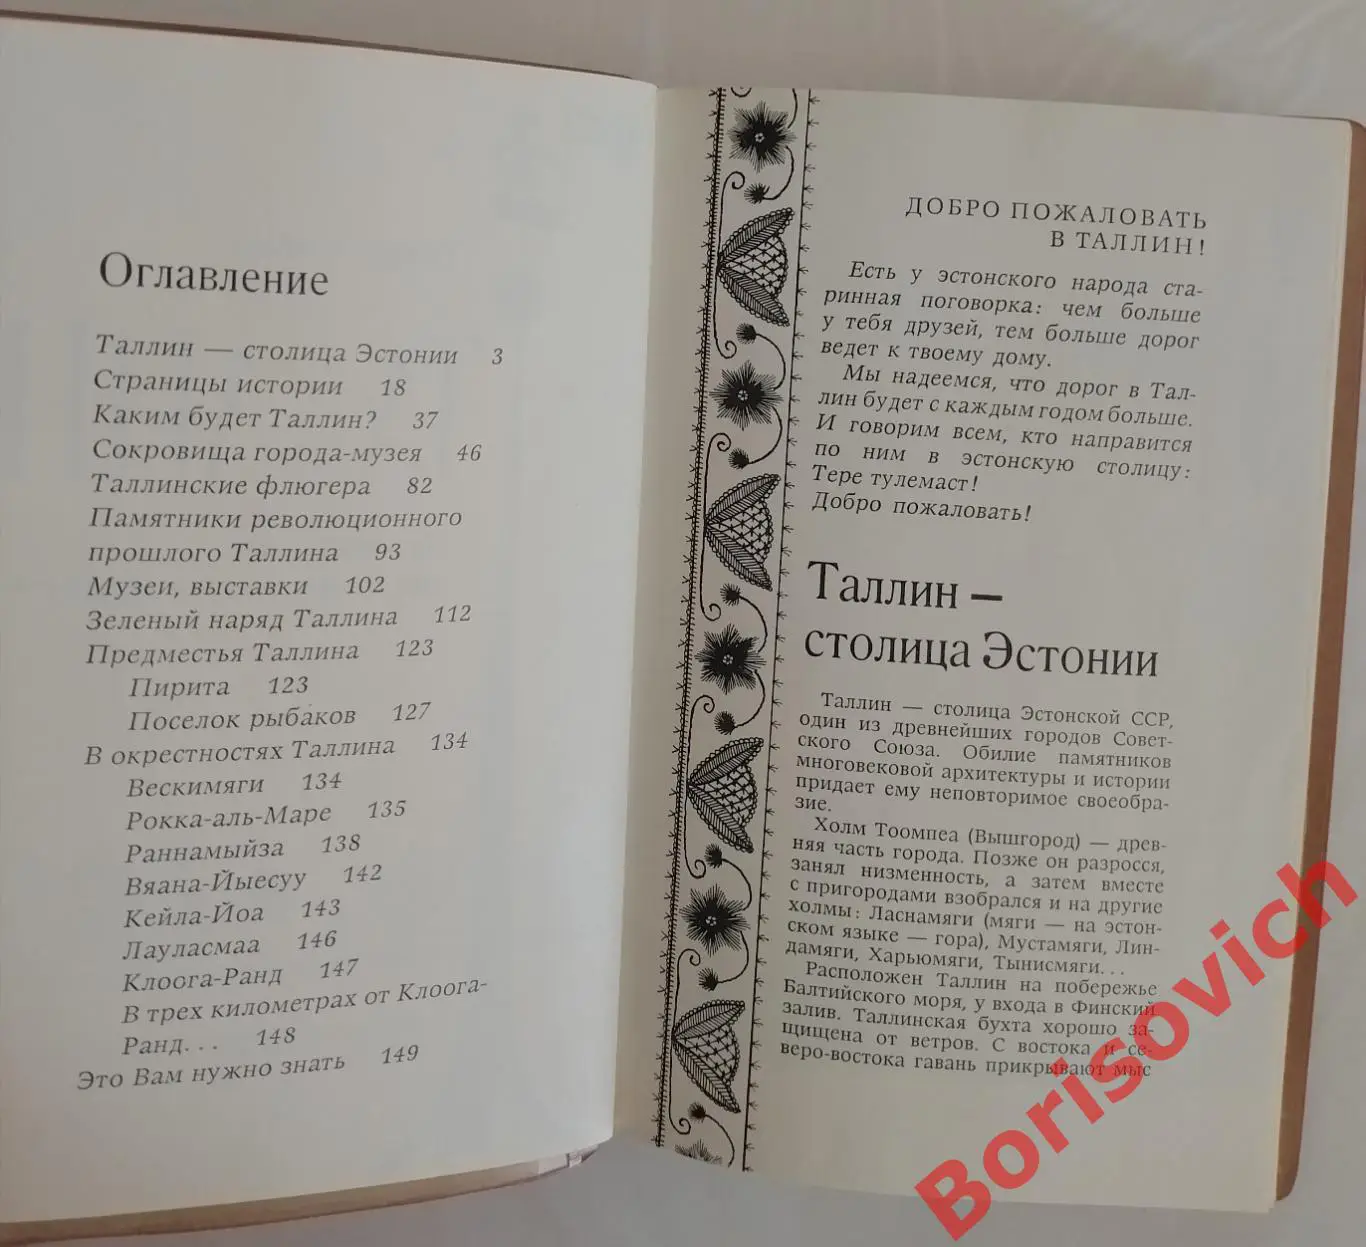 Оглавление
Таллин — столица Эстонии 3
Страницы истории 18
Каким будет Таллин? 37
Сокровища города-музея 46
Таллинские флюгера 82
Памятники революционного
прошлого Таллина 93
Музеи, выставки 102
Зеленый наряд Таллина 112
Предместья Таллина 123
Пирита 123
Поселок рыбаков 127
В окрестностях Таллина 134
Вескимяги 134
Рокка-аль-Маре 135
Раннамыйза 138
Вяана-Йыесуу 142
Кейла-Йоа 143
Лауласмаа 146
Клоога-Ранд 147
В трех километрах от Клоога-
Ранд... 148
Это Вам нужно знать 149
ДОБРО ПОЖАЛОВАТЬ
В ТАЛЛИН!
Есть у эстонского народа ста-
ринная поговорка: чем больше
у тебя друзей, тем больше дорог
ведет к твоему дому.
Мы надеемся, что дорог в Тал-
лин будет с каждым годом больше.
И говорим всем, кто направится
по ним в эстонскую столицу:
Тере тулемаст!
Добро пожаловать!
Таллин —
столица Эстонии
Таллин — столица Эстонской ССР,
один из древнейших городов Совет-
ского Союза. Обилие памятников
многовековой архитектуры и истории
придает ему неповторимое своеобра-
зие.
Холм Тоомпеа (Вышгород) — древ-
няя часть города. Позже он разросся,
занял низменность, а затем вместе
с пригородами взобрался и на другие
холмы: Ласнамяги (мяги — на эстон-
ском языке — гора), Мустамяги, Лин-
дамяги, Харьюмяги, Тынисмяги...
Расположен Таллин на побережье
Балтийского моря, у входа в Финский
залив. Таллинская бухта хорошо за-
щищена от ветров. С востока и се-
веро-востока гавань прикрывают мыс
Borisovich